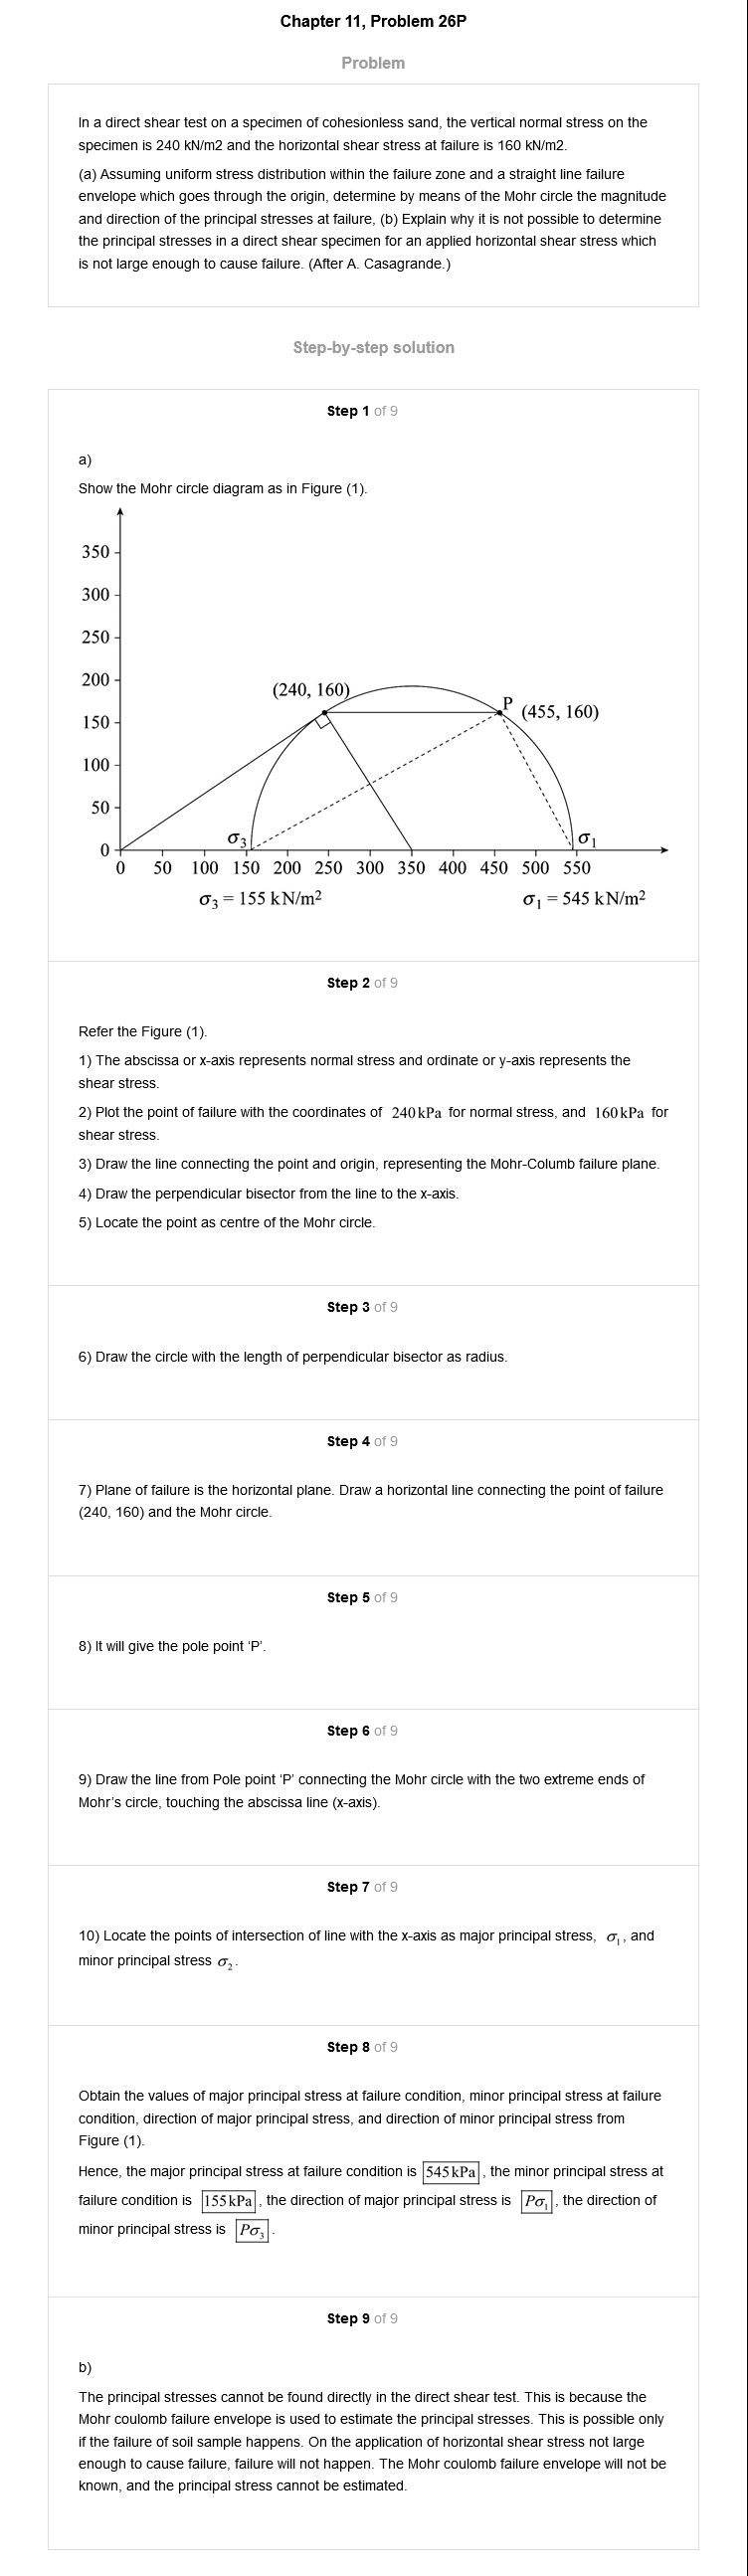 Chapter 11, Problem 26P
Problem
In a direct shear test on a specimen of cohesionless sand, the vertical normal stress on the
specimen is 240 kN/m2 and the horizontal shear stress at failure is 160 kN/m2.
(a) Assuming uniform stress distribution within the failure zone and a straight line failure
envelope which goes through the origin, determine by means of the Mohr circle the magnitude
and direction of the principal stresses at failure, (b) Explain why it is not possible to determine
the principal stresses in a direct shear specimen for an applied horizontal shear stress which
is not large enough to cause failure. (After A. Casagrande.)
Step-by-step solution
Step 1 of 9
a)
Show the Mohr circle diagram as in Figure (1).
350
300
250
200
150
100
50
0
(240, 160)
P (455, 160)
σ₃
σ₁
0 50 100 150 200 250 300 350 400 450 500 550
σ₃ = 155 kN/m²
σ₁ = 545 kN/m²
Step 2 of 9
Refer the Figure (1).
1) The abscissa or x-axis represents normal stress and ordinate or y-axis represents the
shear stress.
2) Plot the point of failure with the coordinates of 240 kPa for normal stress, and 160 kPa for
shear stress.
3) Draw the line connecting the point and origin, representing the Mohr-Columb failure plane.
4) Draw the perpendicular bisector from the line to the x-axis.
5) Locate the point as centre of the Mohr circle.
Step 3 of 9
6) Draw the circle with the length of perpendicular bisector as radius.
Step 4 of 9
7) Plane of failure is the horizontal plane. Draw a horizontal line connecting the point of failure
(240, 160) and the Mohr circle.
Step 5 of 9
8) It will give the pole point ‘P’.
Step 6 of 9
9) Draw the line from Pole point ‘P’ connecting the Mohr circle with the two extreme ends of
Mohr’s circle, touching the abscissa line (x-axis).
Step 7 of 9
10) Locate the points of intersection of line with the x-axis as major principal stress, σ₁, and
minor principal stress σ₂.
Step 8 of 9
Obtain the values of major principal stress at failure condition, minor principal stress at failure
condition, direction of major principal stress, and direction of minor principal stress from
Figure (1).
Hence, the major principal stress at failure condition is 545 kPa, the minor principal stress at
failure condition is 155 kPa, the direction of major principal stress is Pσ₁, the direction of
minor principal stress is Pσ₃.
Step 9 of 9
b)
The principal stresses cannot be found directly in the direct shear test. This is because the
Mohr coulomb failure envelope is used to estimate the principal stresses. This is possible only
if the failure of soil sample happens. On the application of horizontal shear stress not large
enough to cause failure, failure will not happen. The Mohr coulomb failure envelope will not be
known, and the principal stress cannot be estimated.